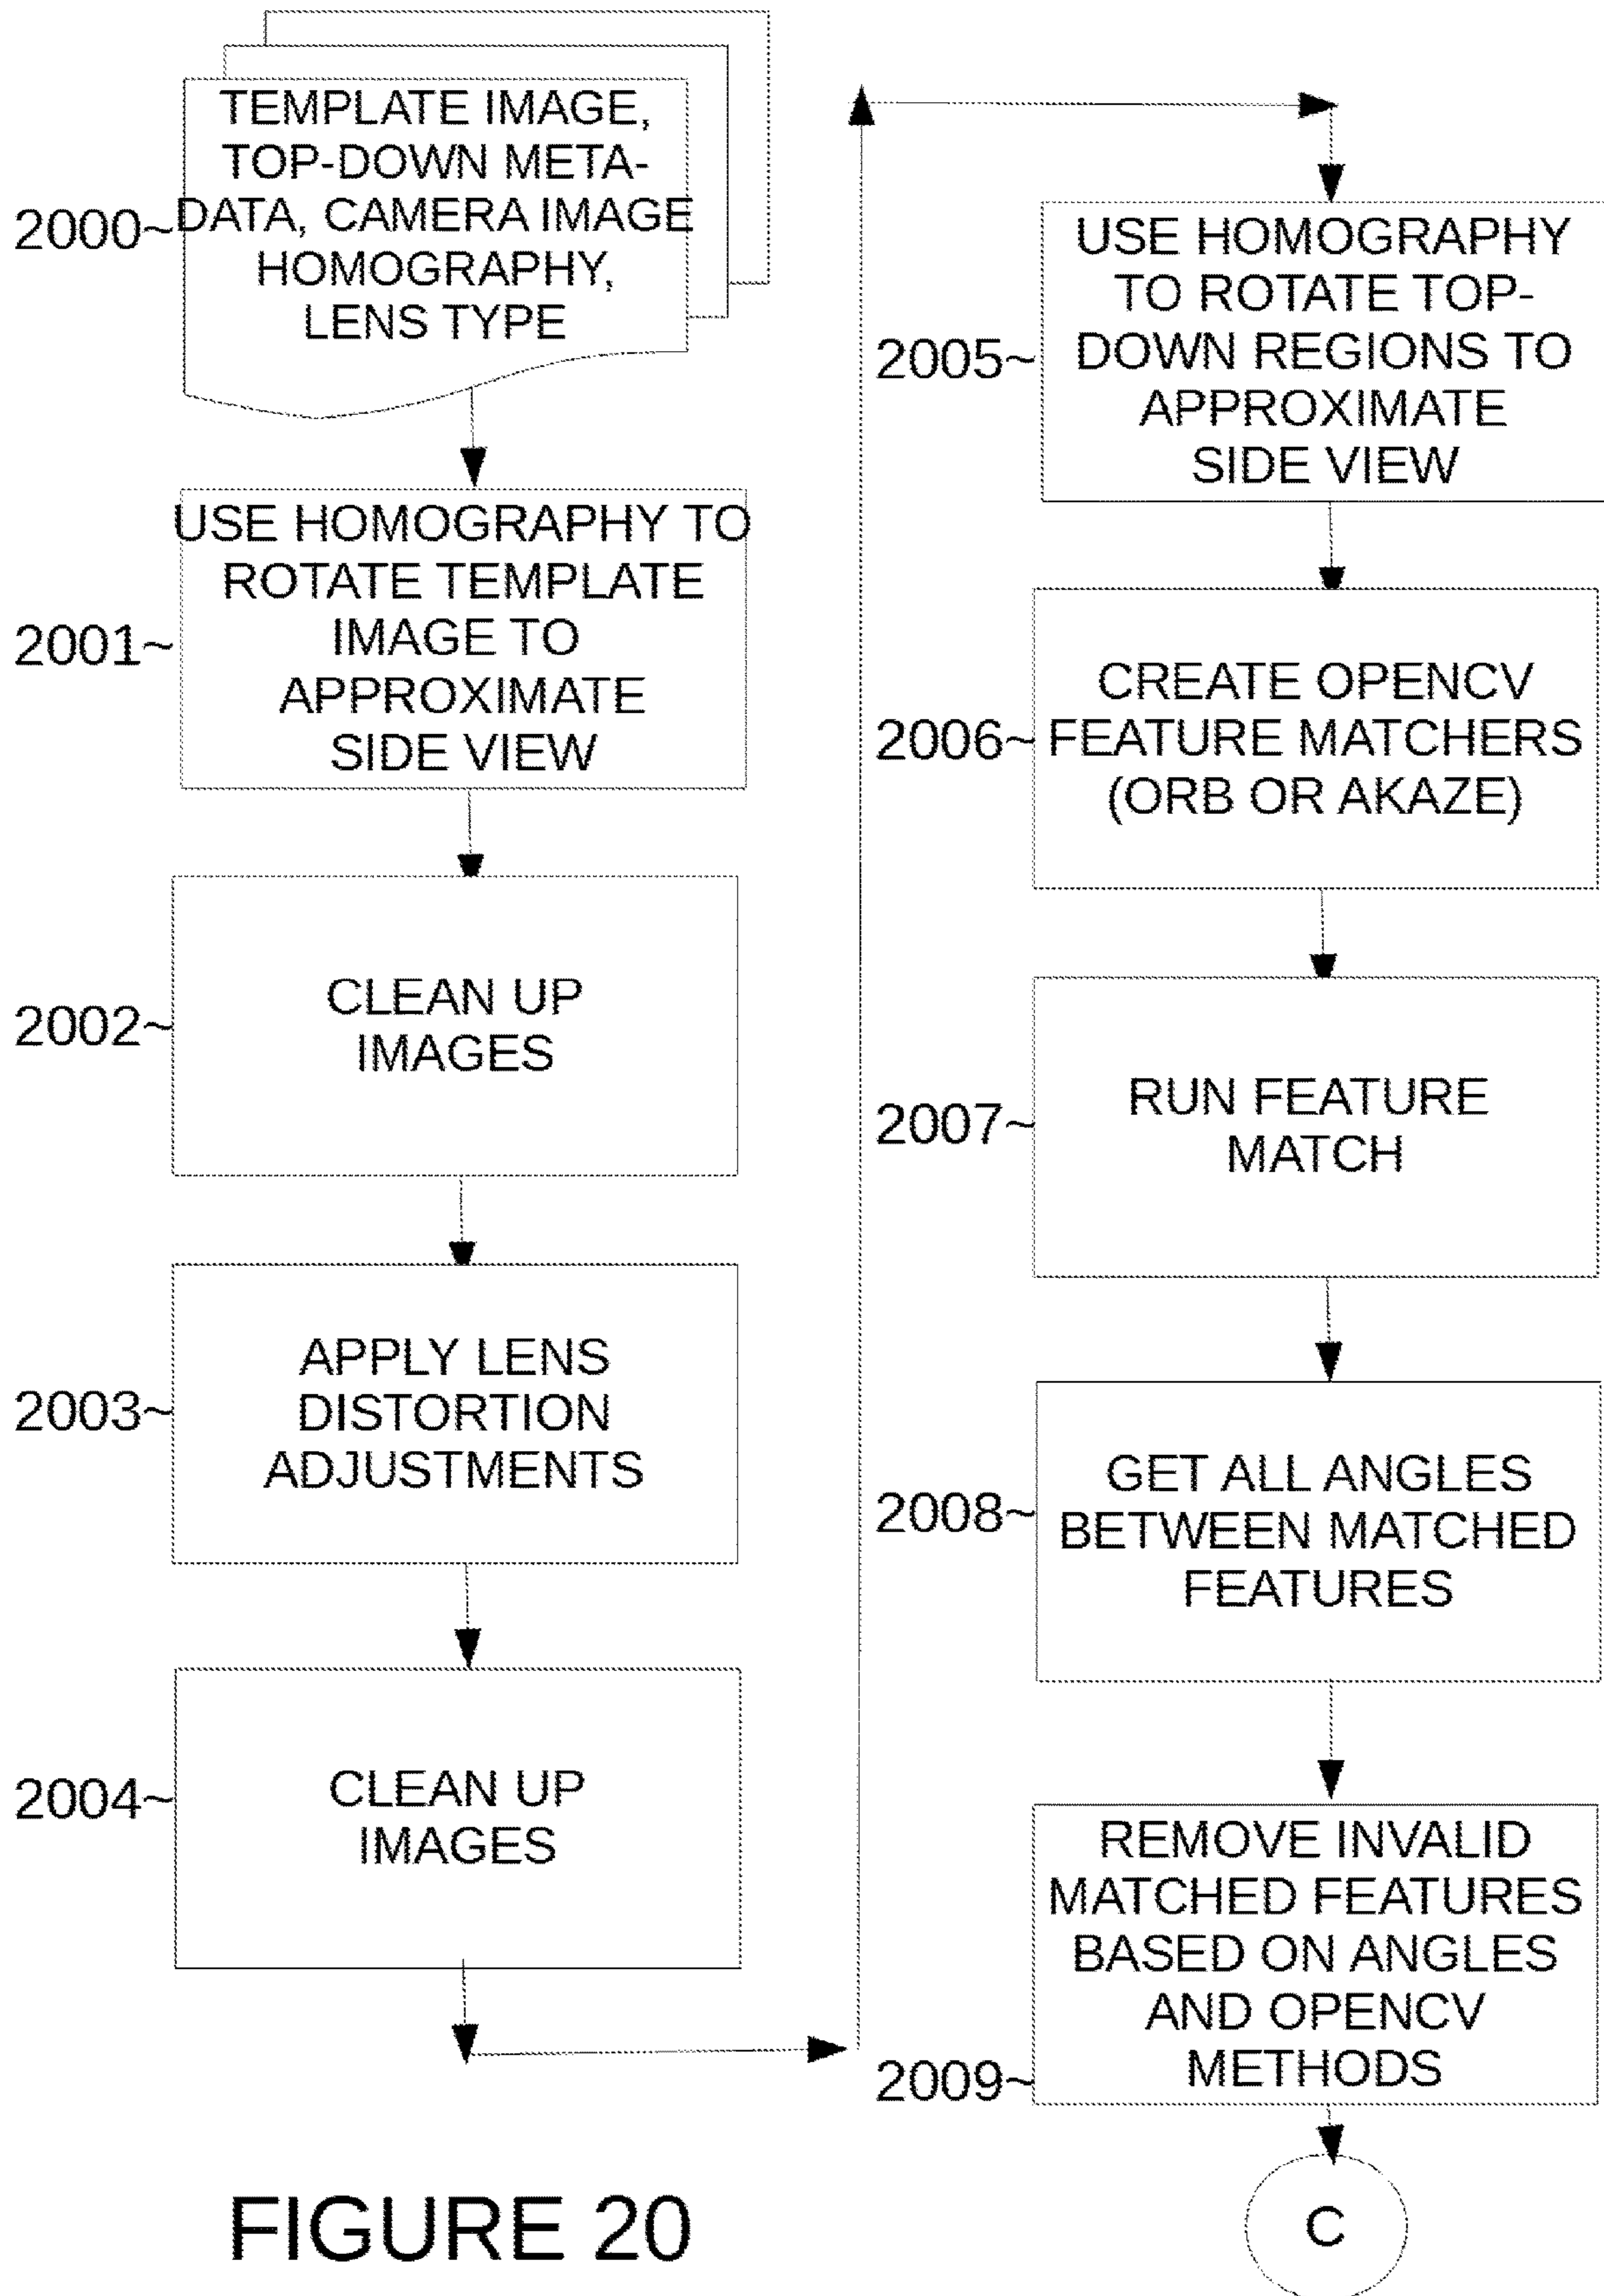 TEMPLATE IMAGE,
TOP-DOWN META-
2000~DATA, CAMERA IMAGE
HOMOGRAPHY,
LENS TYPE
USE HOMOGRAPHY TO
ROTATE TEMPLATE
2001~ IMAGE TO
APPROXIMATE
SIDE VIEW
CLEAN UP
2002~ IMAGES
APPLY LENS
2003~ DISTORTION
ADJUSTMENTS
2004~ CLEAN UP
IMAGES
USE HOMOGRAPHY
TO ROTATE TOP-
2005~ DOWN REGIONS TO
APPROXIMATE
SIDE VIEW
CREATE OPENCV
2006~ FEATURE MATCHERS
(ORB OR AKAZE)
RUN FEATURE
2007~ MATCH
GET ALL ANGLES
2008~ BETWEEN MATCHED
FEATURES
REMOVE INVALID
MATCHED FEATURES
BASED ON ANGLES
AND OPENCV
2009~ METHODS
C
FIGURE 20